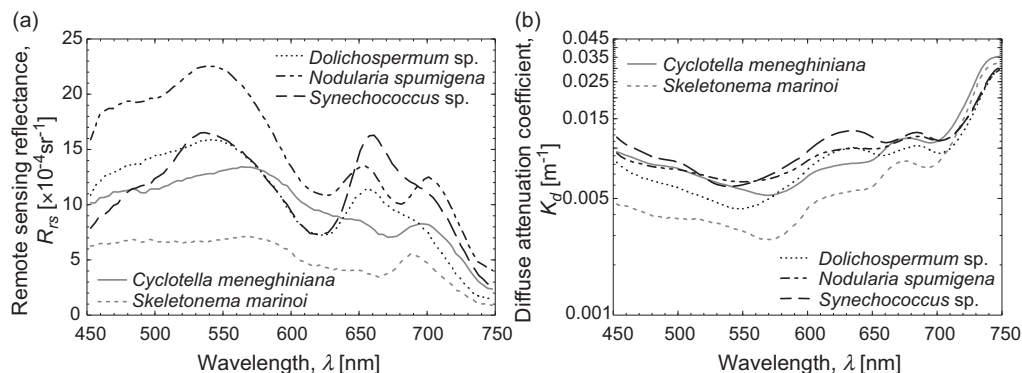 (a)
Remote sensing reflectance,
R_rs [×10⁻⁴sr⁻¹]
25
20
15
10
5
0
Dolichospermum sp.
Nodularia spumigena
Synechococcus sp.
Cyclotella meneghiniana
Skeletonema marinoi
450 500 550 600 650 700 750
Wavelength, λ [nm]
(b)
Diffuse attenuation coefficient,
K_d [m⁻¹]
0.045
0.035
0.025
0.015
0.005
0.001
Cyclotella meneghiniana
Skeletonema marinoi
Dolichospermum sp.
Nodularia spumigena
Synechococcus sp.
450 500 550 600 650 700 750
Wavelength, λ [nm]